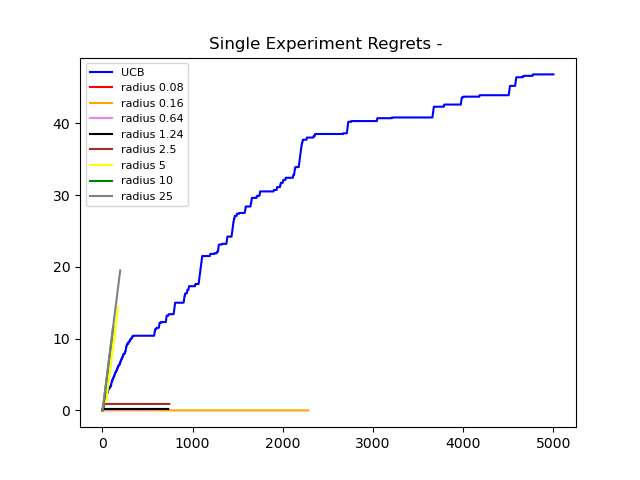 Single Experiment Regrets -
UCB
radius 0.08
radius 0.16
radius 0.64
radius 1.24
radius 2.5
radius 5
radius 10
radius 25
40
30
20
10
0
0 1000 2000 3000 4000 5000